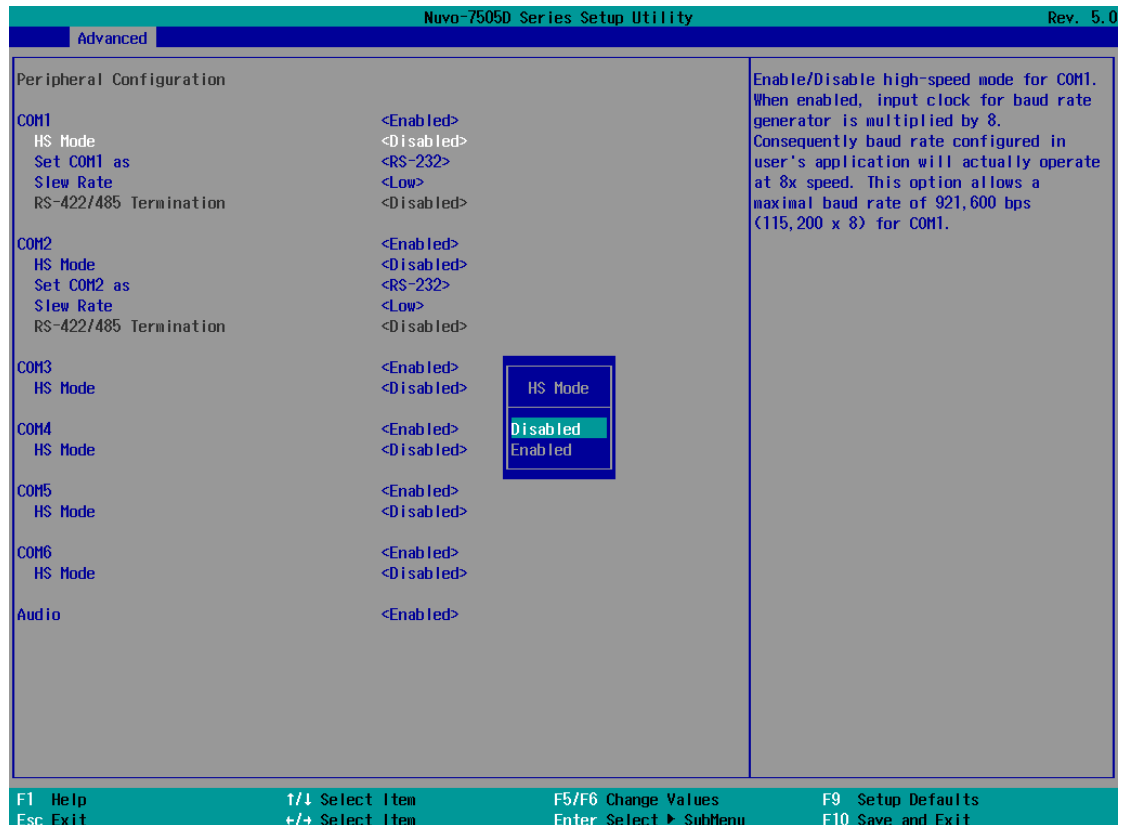 Nuvo-7505D Series Setup Utility Rev. 5.0
Advanced
Peripheral Configuration
COM1 <Enabled>
HS Mode <Disabled>
Set COM1 as <RS-232>
Slew Rate <Low>
RS-422/485 Termination <Disabled>
COM2 <Enabled>
HS Mode <Disabled>
Set COM2 as <RS-232>
Slew Rate <Low>
RS-422/485 Termination <Disabled>
COM3 <Enabled>
HS Mode <Disabled>
COM4 <Enabled>
HS Mode <Disabled>
COM5 <Enabled>
HS Mode <Disabled>
COM6 <Enabled>
HS Mode <Disabled>
Audio <Enabled>
HS Mode
Disabled
Enabled
Enable/Disable high-speed mode for COM1.
When enabled, input clock for baud rate
generator is multiplied by 8.
Consequently baud rate configured in
user's application will actually operate
at 8x speed. This option allows a
maximal baud rate of 921,600 bps
(115,200 x 8) for COM1.
F1 Help ↑/↓ Select Item F5/F6 Change Values F9 Setup Defaults
Esc Exit ←/→ Select Item Enter Select ▶ SubMenu F10 Save and Exit